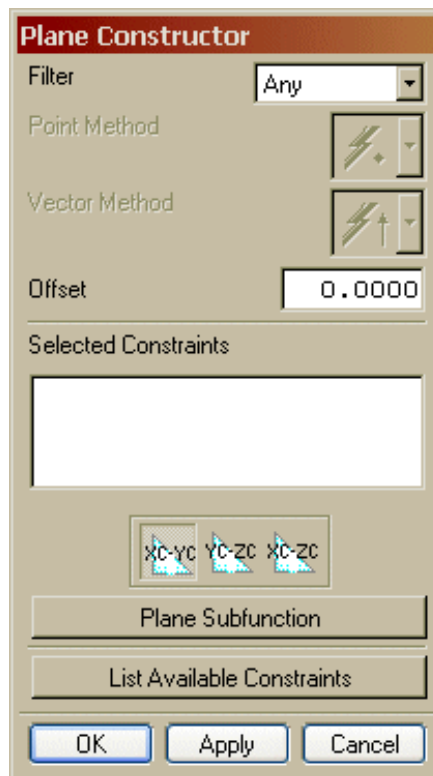 Plane Constructor
Filter Any
Point Method
Vector Method
Offset 0.0000
Selected Constraints
XC-YC YC-ZC XC-ZC
Plane Subfunction
List Available Constraints
OK Apply Cancel